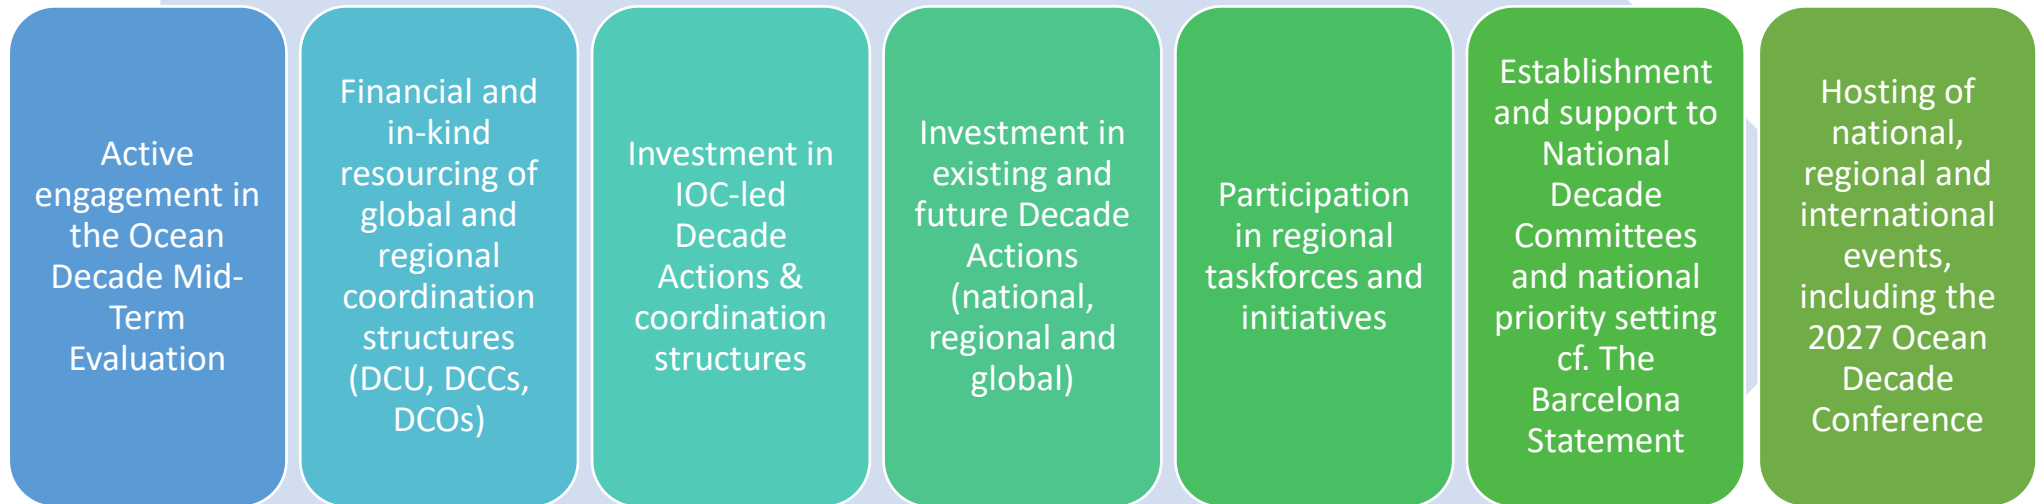 Active
engagement in
the Ocean
Decade Mid-
Term
Evaluation
Financial and
in-kind
resourcing of
global and
regional
coordination
structures
(DCU, DCCs,
DCOs)
Investment in
IOC-led
Decade
Actions &
coordination
structures
Investment in
existing and
future Decade
Actions
(national,
regional and
global)
Participation
in regional
taskforces and
initiatives
Establishment
and support to
National
Decade
Committees
and national
priority setting
cf. The
Barcelona
Statement
Hosting of
national,
regional and
international
events,
including the
2027 Ocean
Decade
Conference